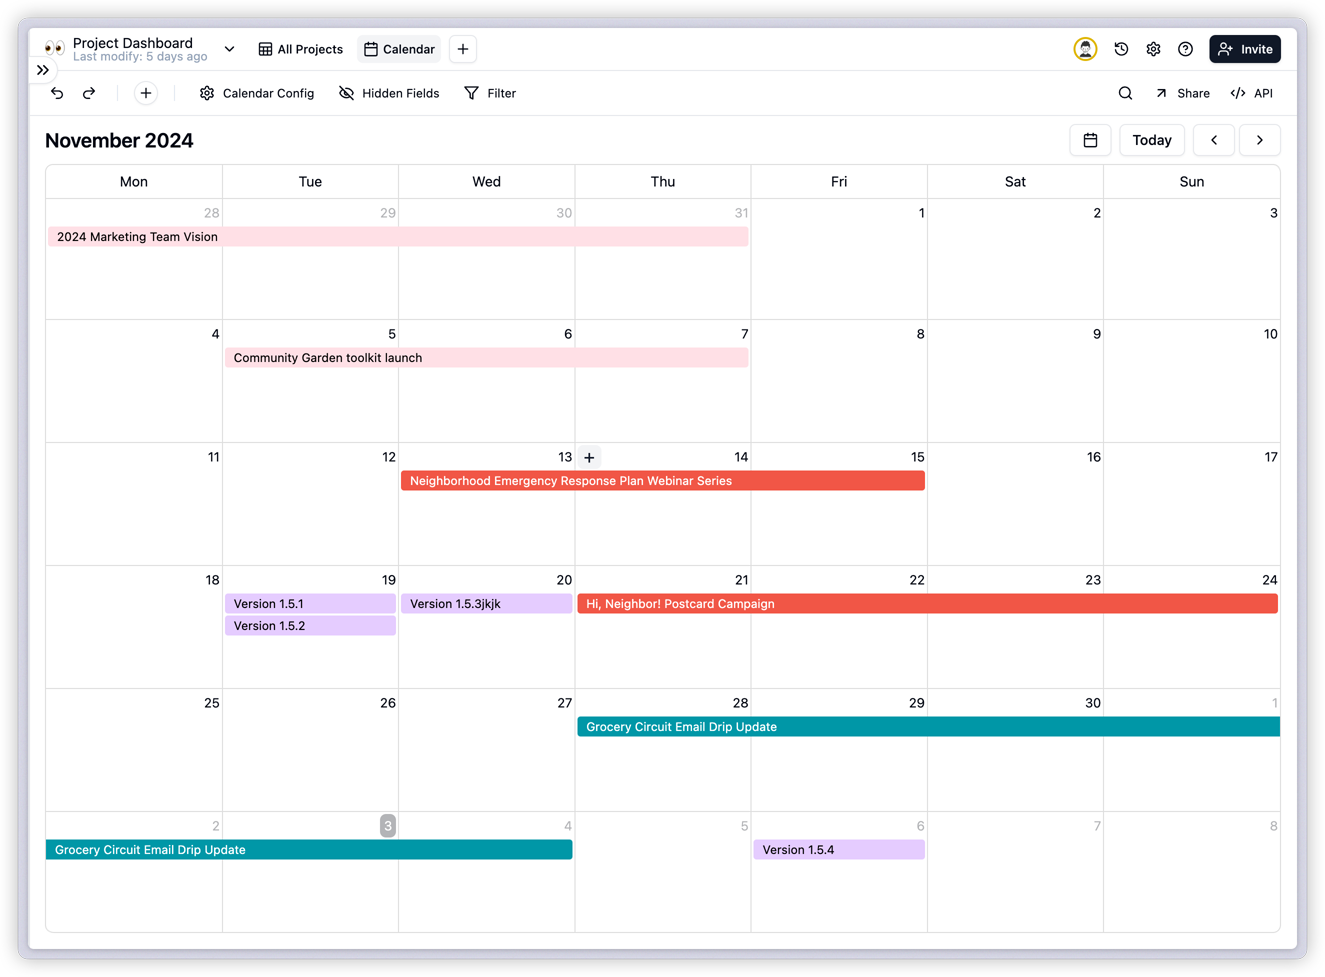 Project Dashboard
Last modify: 5 days ago
All Projects
Calendar
Invite
Calendar Config
Hidden Fields
Filter
Share
API
November 2024
Today
Mon Tue Wed Thu Fri Sat Sun
28 29 30 31 1 2 3
2024 Marketing Team Vision
4 5 6 7 8 9 10
Community Garden toolkit launch
11 12 13 14 15 16 17
Neighborhood Emergency Response Plan Webinar Series
18 19 20 21 22 23 24
Version 1.5.1 Version 1.5.3jkjk Hi, Neighbor! Postcard Campaign
Version 1.5.2
25 26 27 28 29 30 1
Grocery Circuit Email Drip Update
2 3 4 5 6 7 8
Grocery Circuit Email Drip Update Version 1.5.4